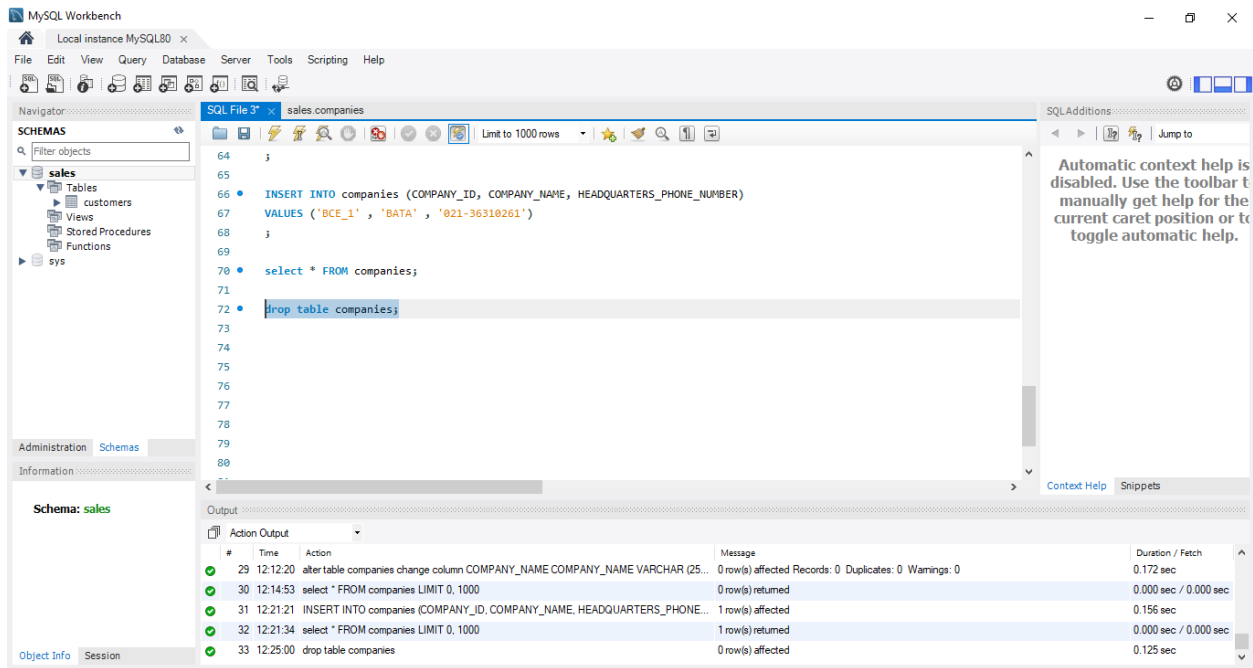 MySQL Workbench
Local instance MySQL80
File Edit View Query Database Server Tools Scripting Help
Navigator
SCHEMAS
Filter objects
sales
Tables
customers
Views
Stored Procedures
Functions
sys
Administration Schemas
Information
Schema: sales
Object Info Session
SQL File 3* sales.companies
Limit to 1000 rows
64 ;
65
66 INSERT INTO companies (COMPANY_ID, COMPANY_NAME, HEADQUARTERS_PHONE_NUMBER)
67 VALUES ('BCE_1' , 'BATA' , '021-36310261')
68 ;
69
70 select * FROM companies;
71
72 drop table companies;
73
74
75
76
77
78
79
80
SQLAdditions
Jump to
Automatic context help is
disabled. Use the toolbar t
manually get help for the
current caret position or to
toggle automatic help.
Context Help Snippets
Output
Action Output
# Time Action Message Duration / Fetch
29 12:12:20 alter table companies change column COMPANY_NAME COMPANY_NAME VARCHAR (25... 0 row(s) affected Records: 0 Duplicates: 0 Warnings: 0 0.172 sec
30 12:14:53 select * FROM companies LIMIT 0, 1000 0 row(s) returned 0.000 sec / 0.000 sec
31 12:21:21 INSERT INTO companies (COMPANY_ID, COMPANY_NAME, HEADQUARTERS_PHONE... 1 row(s) affected 0.156 sec
32 12:21:34 select * FROM companies LIMIT 0, 1000 1 row(s) returned 0.000 sec / 0.000 sec
33 12:25:00 drop table companies 0 row(s) affected 0.125 sec